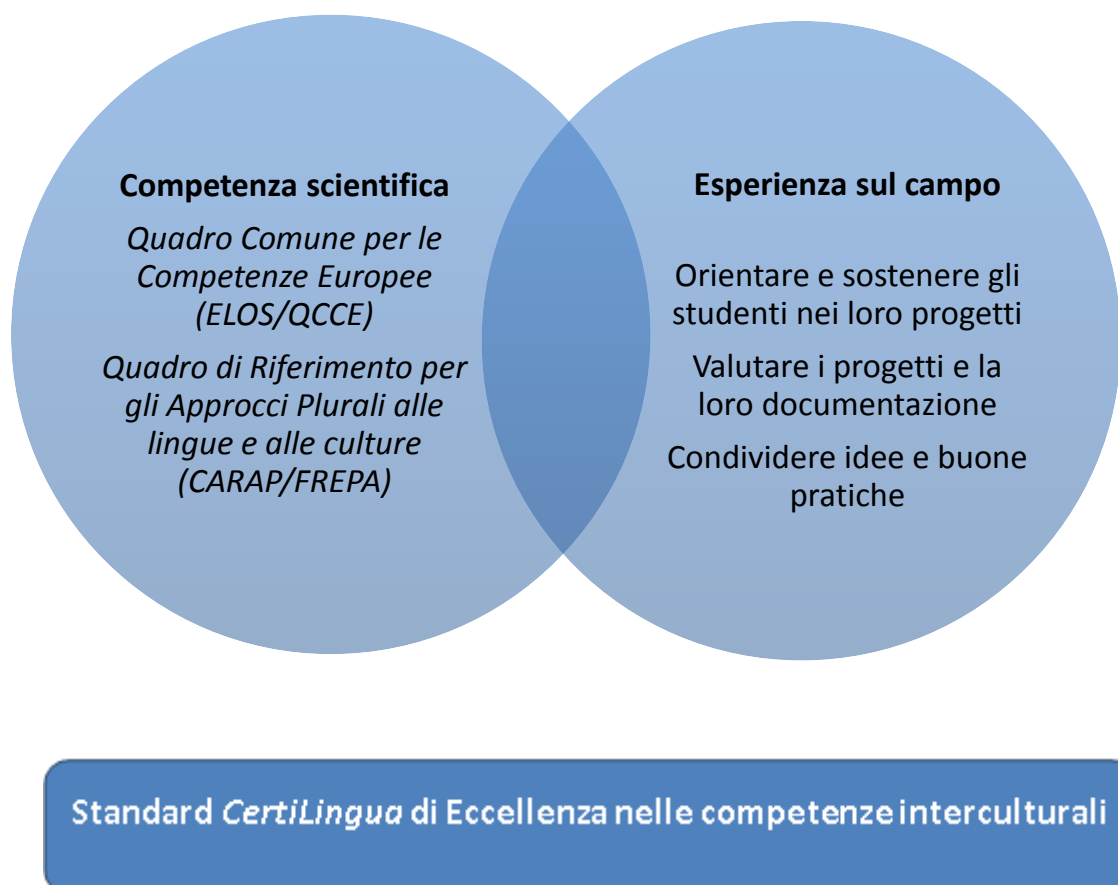 Competenza scientifica
Quadro Comune per le
Competenze Europee
(ELOS/QCCE)
Quadro di Riferimento per
gli Approcci Plurali alle
lingue e alle culture
(CARAP/FREPA)
Esperienza sul campo
Orientare e sostenere gli
studenti nei loro progetti
Valutare i progetti e la
loro documentazione
Condividere idee e buone
pratiche
Standard CertiLingua di Eccellenza nelle competenze interculturali